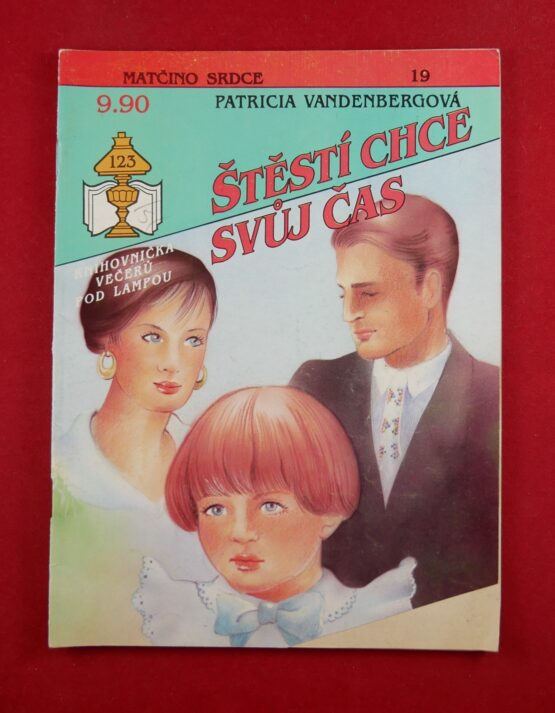 MATČINO SRDCE 19
9.90 PATRICIA VANDENBERGOVÁ
123
ŠTĚSTÍ CHCE
SVŮJ ČAS
KNIHOVNIČKA
VEČERŮ
POD LAMPOU